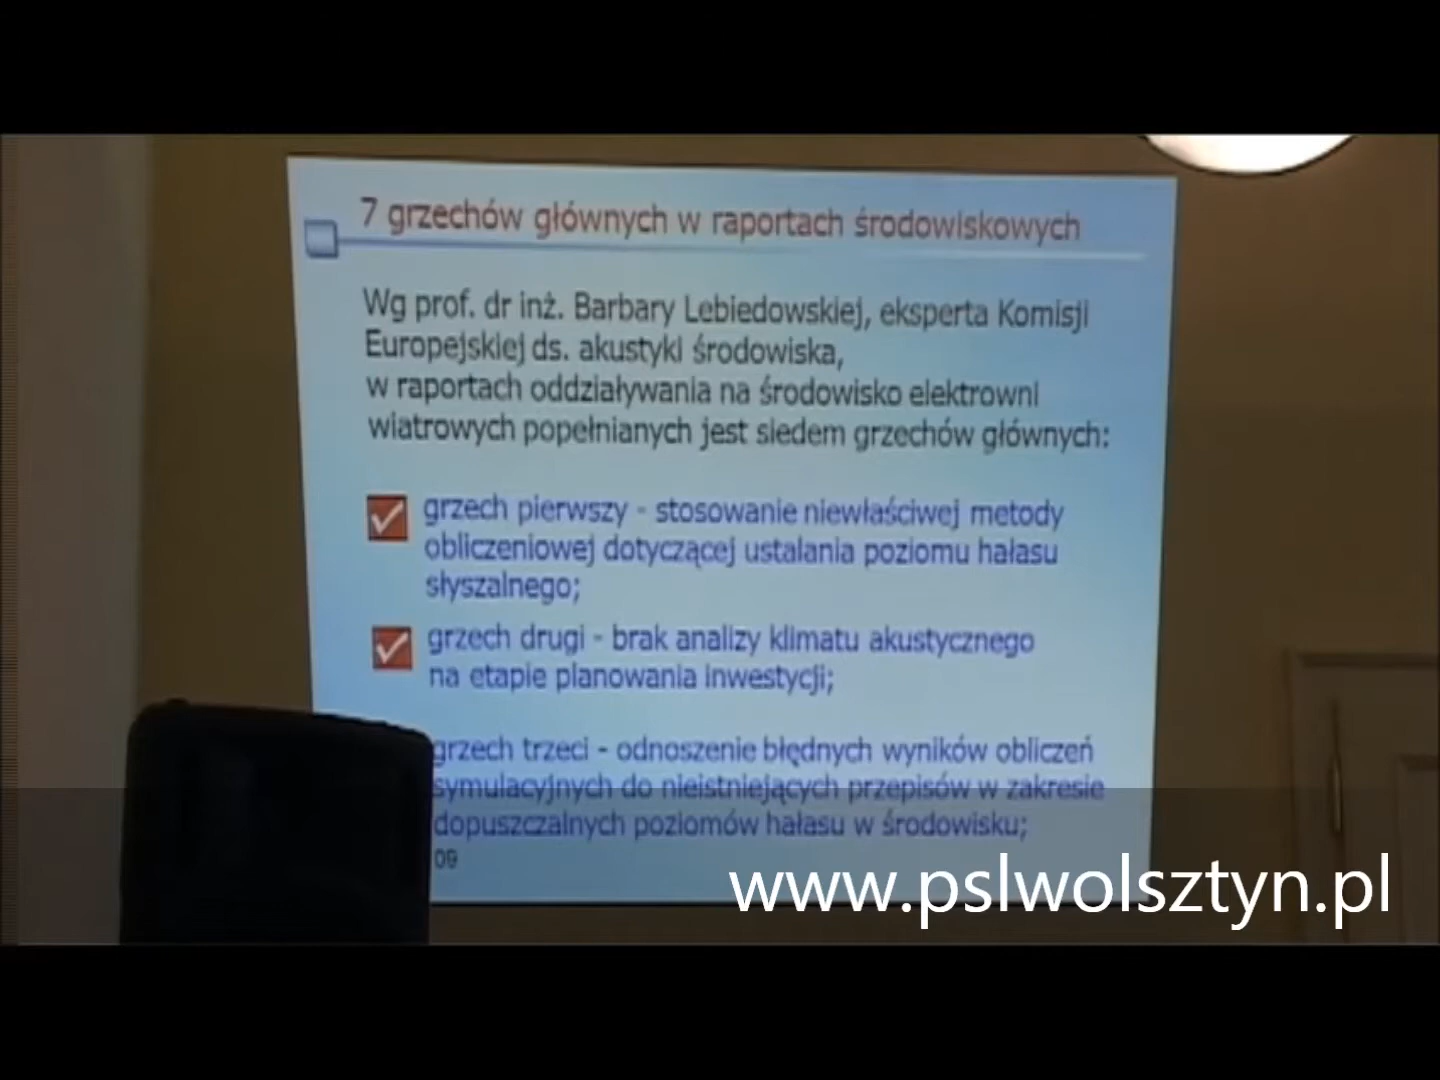 7 grzechów głównych w raportach środowiskowych
Wg prof. dr inż. Barbary Lebiedowskiej, eksperta Komisji
Europejskiej ds. akustyki środowiska,
w raportach oddziaływania na środowisko elektrowni
wiatrowych popełnianych jest siedem grzechów głównych:
grzech pierwszy - stosowanie niewłaściwej metody
obliczeniowej dotyczącej ustalania poziomu hałasu
słyszalnego;
grzech drugi - brak analizy klimatu akustycznego
na etapie planowania inwestycji;
grzech trzeci - odnoszenie błędnych wyników obliczeń
symulacyjnych do nieistniejących przepisów w zakresie
dopuszczalnych poziomów hałasu w środowisku;
09
www.pslwolsztyn.pl